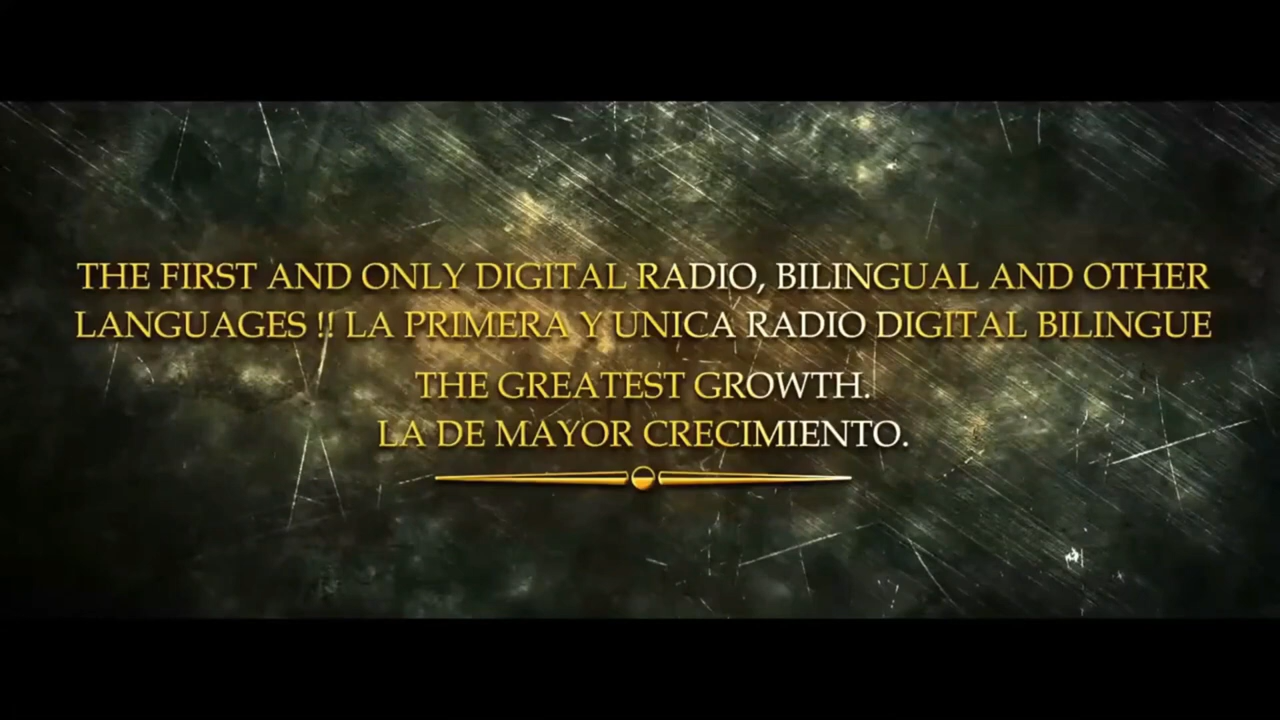 THE FIRST AND ONLY DIGITAL RADIO, BILINGUAL AND OTHER
LANGUAGES !! LA PRIMERA Y UNICA RADIO DIGITAL BILINGUE
THE GREATEST GROWTH.
LA DE MAYOR CRECIMIENTO.